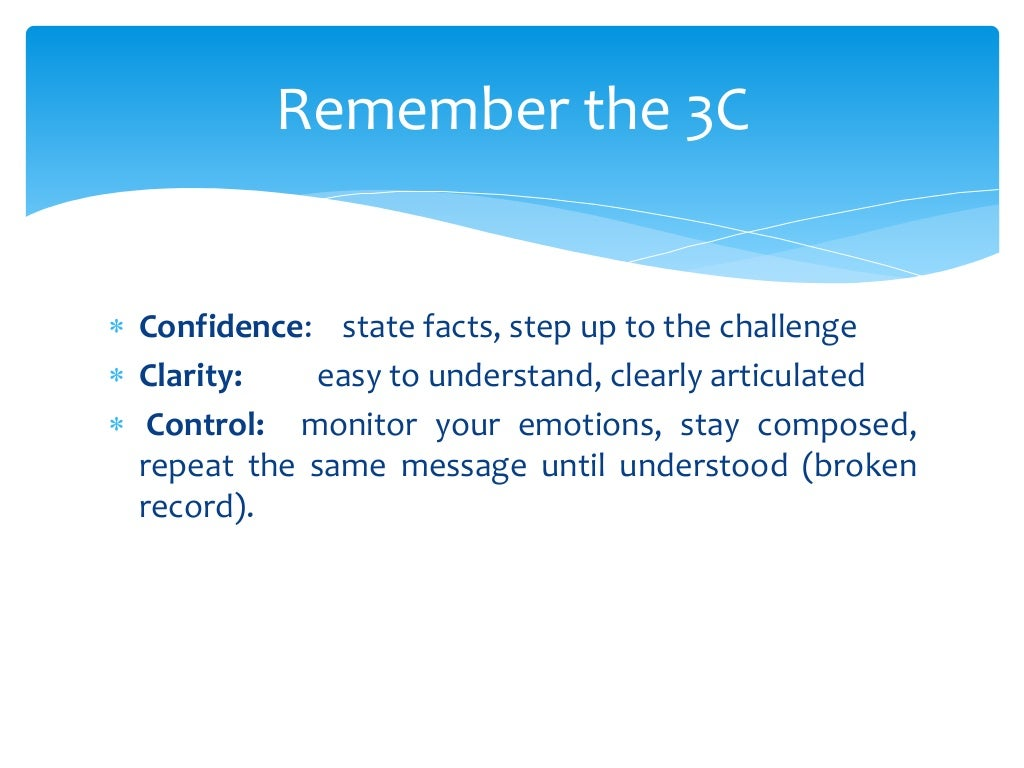 Remember the 3C
* Confidence: state facts, step up to the challenge
* Clarity: easy to understand, clearly articulated
* Control: monitor your emotions, stay composed,
repeat the same message until understood (broken
record).